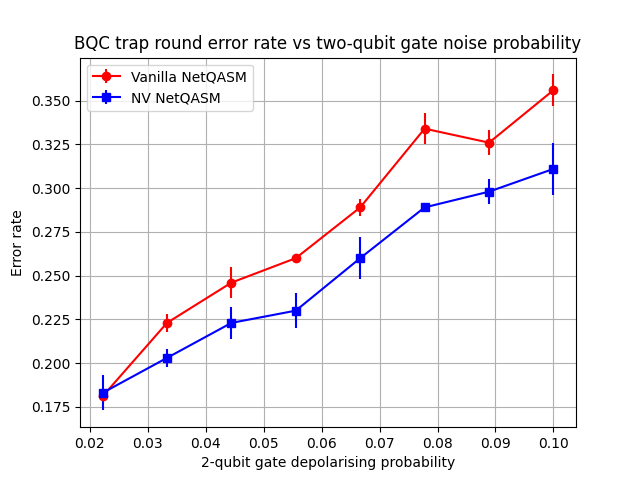 BQC trap round error rate vs two-qubit gate noise probability
Vanilla NetQASM
NV NetQASM
Error rate
0.350
0.325
0.300
0.275
0.250
0.225
0.200
0.175
0.02 0.03 0.04 0.05 0.06 0.07 0.08 0.09 0.10
2-qubit gate depolarising probability